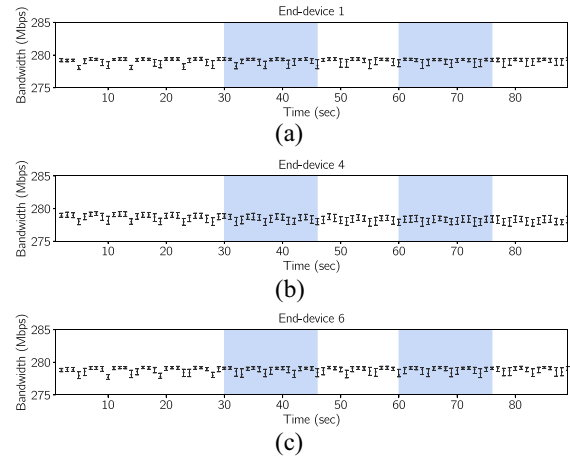 End-device 1
Bandwidth (Mbps)
285
280
275
10 20 30 40 50 60 70 80
Time (sec)
(a)
End-device 4
Bandwidth (Mbps)
285
280
275
10 20 30 40 50 60 70 80
Time (sec)
(b)
End-device 6
Bandwidth (Mbps)
285
280
275
10 20 30 40 50 60 70 80
Time (sec)
(c)